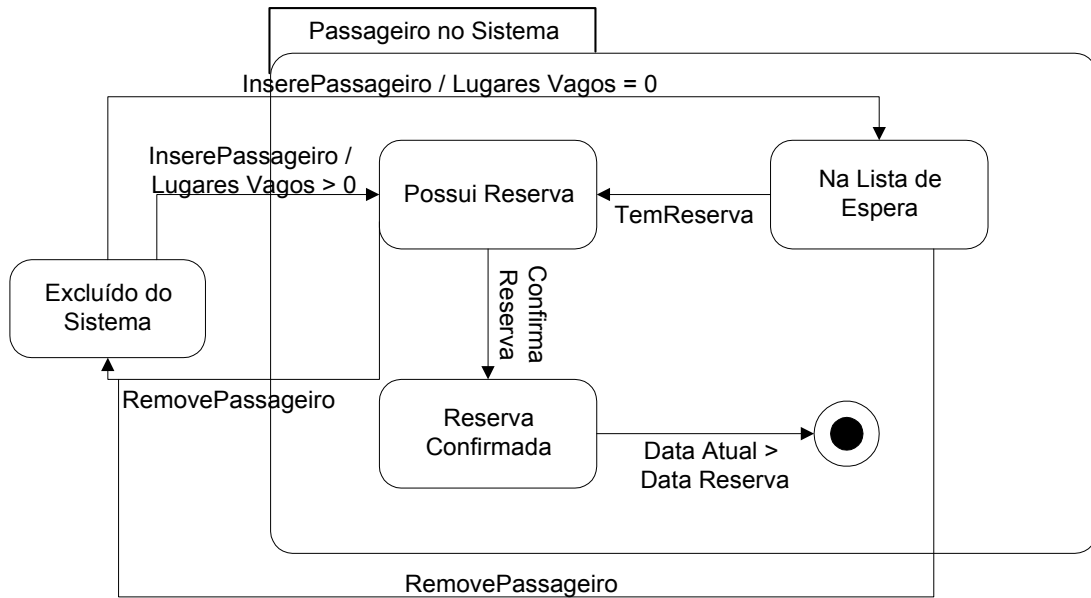 Passageiro no Sistema
InserePassageiro / Lugares Vagos = 0
InserePassageiro /
Lugares Vagos > 0
Possui Reserva
Na Lista de
Espera
TemReserva
Excluído do
Sistema
Confirma
Reserva
RemovePassageiro
Reserva
Confirmada
Data Atual >
Data Reserva
RemovePassageiro